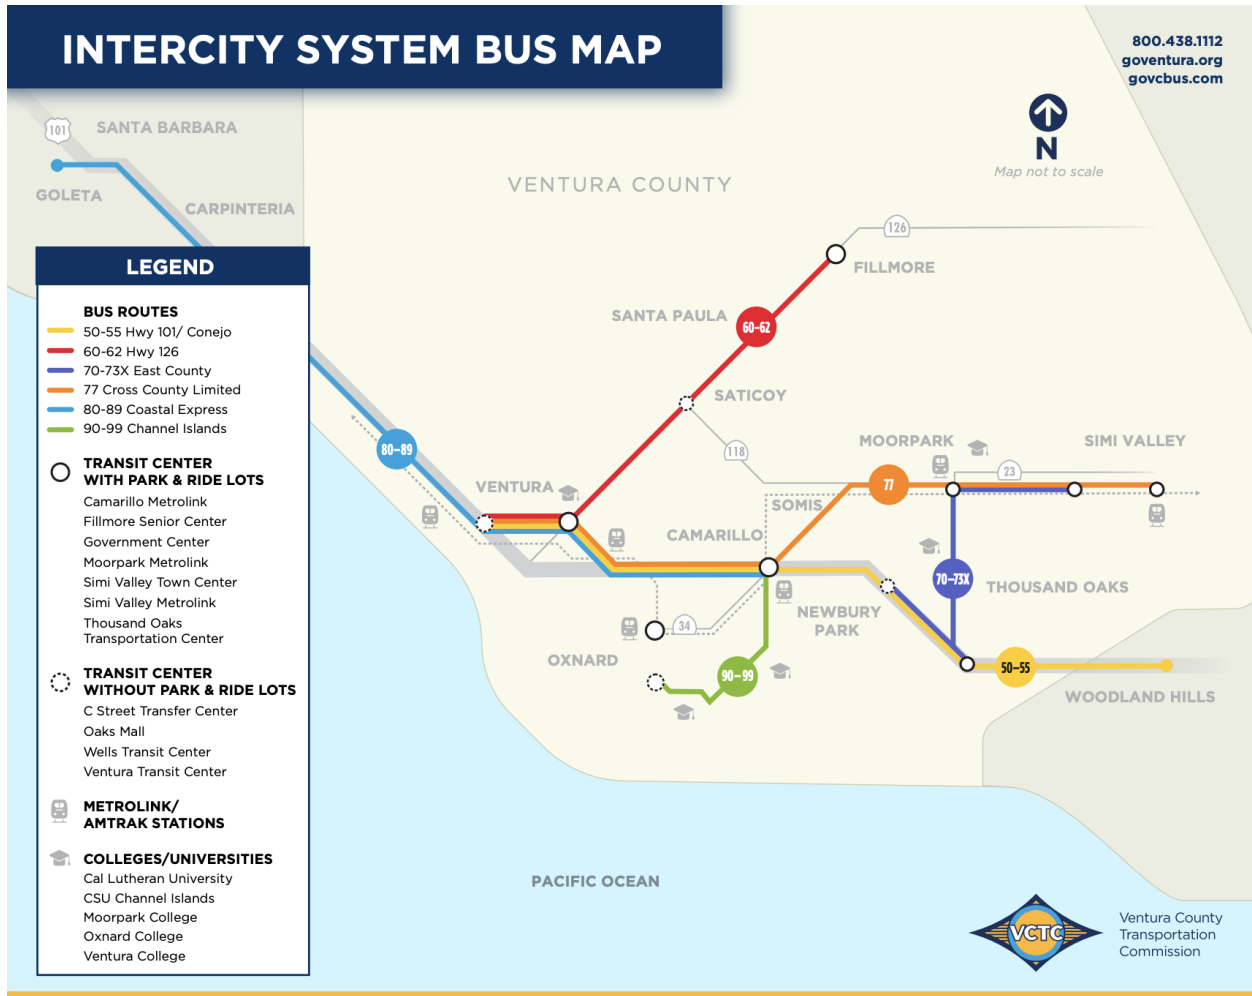 INTERCITY SYSTEM BUS MAP
800.438.1112
goventura.org
govcbus.com
N
Map not to scale
101
SANTA BARBARA
GOLETA
CARPINTERIA
VENTURA COUNTY
126
FILLMORE
SANTA PAULA
60-62
SATICOY
118
MOORPARK
SIMI VALLEY
23
80-89
VENTURA
77
SOMIS
CAMARILLO
70-73X
THOUSAND OAKS
NEWBURY
PARK
34
OXNARD
90-99
50-55
WOODLAND HILLS
PACIFIC OCEAN
LEGEND
BUS ROUTES
50-55 Hwy 101/ Conejo
60-62 Hwy 126
70-73X East County
77 Cross County Limited
80-89 Coastal Express
90-99 Channel Islands
TRANSIT CENTER
WITH PARK & RIDE LOTS
Camarillo Metrolink
Fillmore Senior Center
Government Center
Moorpark Metrolink
Simi Valley Town Center
Simi Valley Metrolink
Thousand Oaks
Transportation Center
TRANSIT CENTER
WITHOUT PARK & RIDE LOTS
C Street Transfer Center
Oaks Mall
Wells Transit Center
Ventura Transit Center
METROLINK/
AMTRAK STATIONS
COLLEGES/UNIVERSITIES
Cal Lutheran University
CSU Channel Islands
Moorpark College
Oxnard College
Ventura College
VCTC
Ventura County
Transportation
Commission